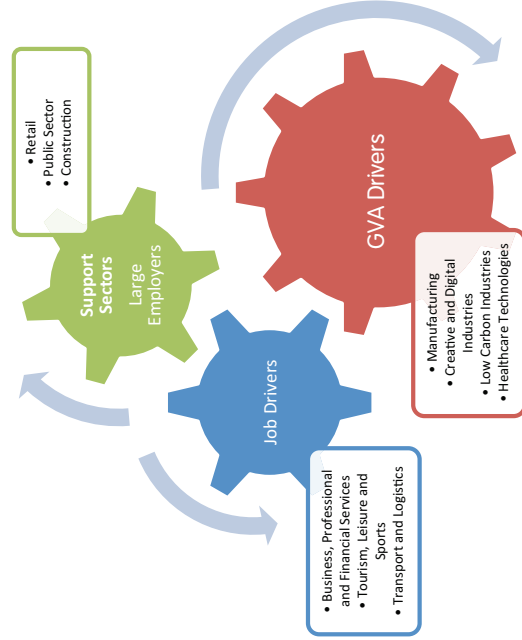 • Retail
• Public Sector
• Construction
Support
Sectors
Large
Employers
Job Drivers
GVA Drivers
• Business, Professional
and Financial Services
• Tourism, Leisure and
Sports
• Transport and Logistics
• Manufacturing
• Creative and Digital
Industries
• Low Carbon Industries
• Healthcare Technologies